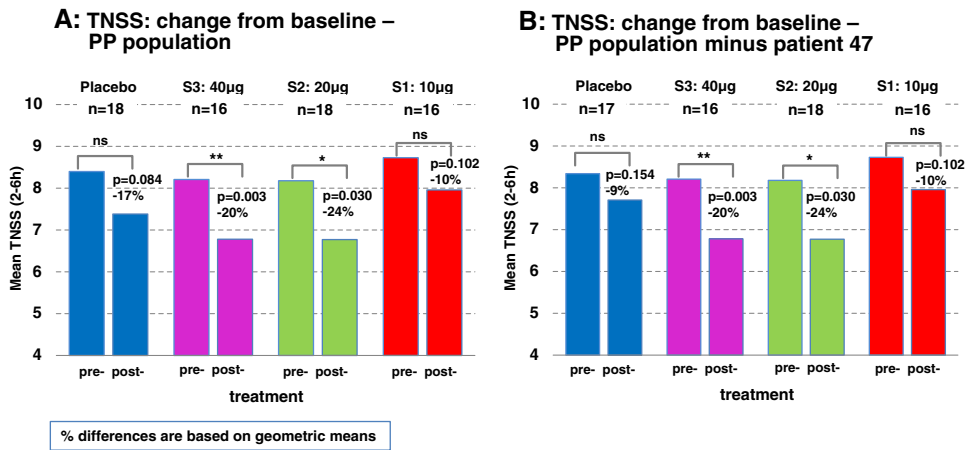 A: TNSS: change from baseline –
PP population
Placebo S3: 40µg S2: 20µg S1: 10µg
n=18 n=16 n=18 n=16
ns ** * ns
p=0.084 p=0.003 p=0.030 p=0.102
-17% -20% -24% -10%
Mean TNSS (2-6h)
10
9
8
7
6
5
4
pre- post- pre- post- pre- post- pre- post-
treatment
% differences are based on geometric means
B: TNSS: change from baseline –
PP population minus patient 47
Placebo S3: 40µg S2: 20µg S1: 10µg
n=17 n=16 n=18 n=16
ns ** * ns
p=0.154 p=0.003 p=0.030 p=0.102
-9% -20% -24% -10%
Mean TNSS (2-6h)
10
9
8
7
6
5
4
pre- post- pre- post- pre- post- pre- post-
treatment